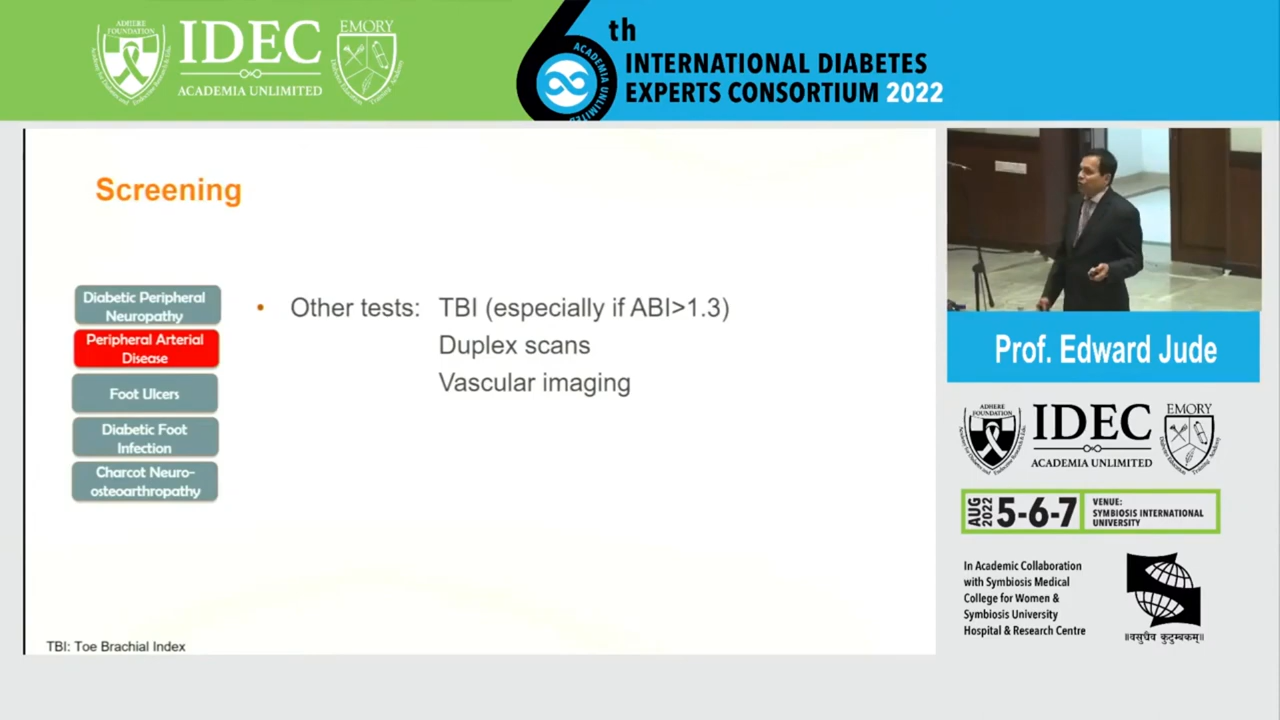 ADHERE
FOUNDATION
IDEC
ACADEMIA UNLIMITED
EMORY
6th
ACADEMIA UNLIMITED
INTERNATIONAL DIABETES
EXPERTS CONSORTIUM 2022
Screening
Diabetic Peripheral
Neuropathy
Peripheral Arterial
Disease
Foot Ulcers
Diabetic Foot
Infection
Charcot Neuro-
osteoarthropathy
• Other tests: TBI (especially if ABI>1.3)
Duplex scans
Vascular imaging
TBI: Toe Brachial Index
Prof. Edward Jude
ADHERE
FOUNDATION
IDEC
ACADEMIA UNLIMITED
EMORY
AUG
2022
5-6-7
VENUE:
SYMBIOSIS INTERNATIONAL
UNIVERSITY
In Academic Collaboration
with Symbiosis Medical
College for Women &
Symbiosis University
Hospital & Research Centre
॥वसुधैव कुटुम्बकम्॥